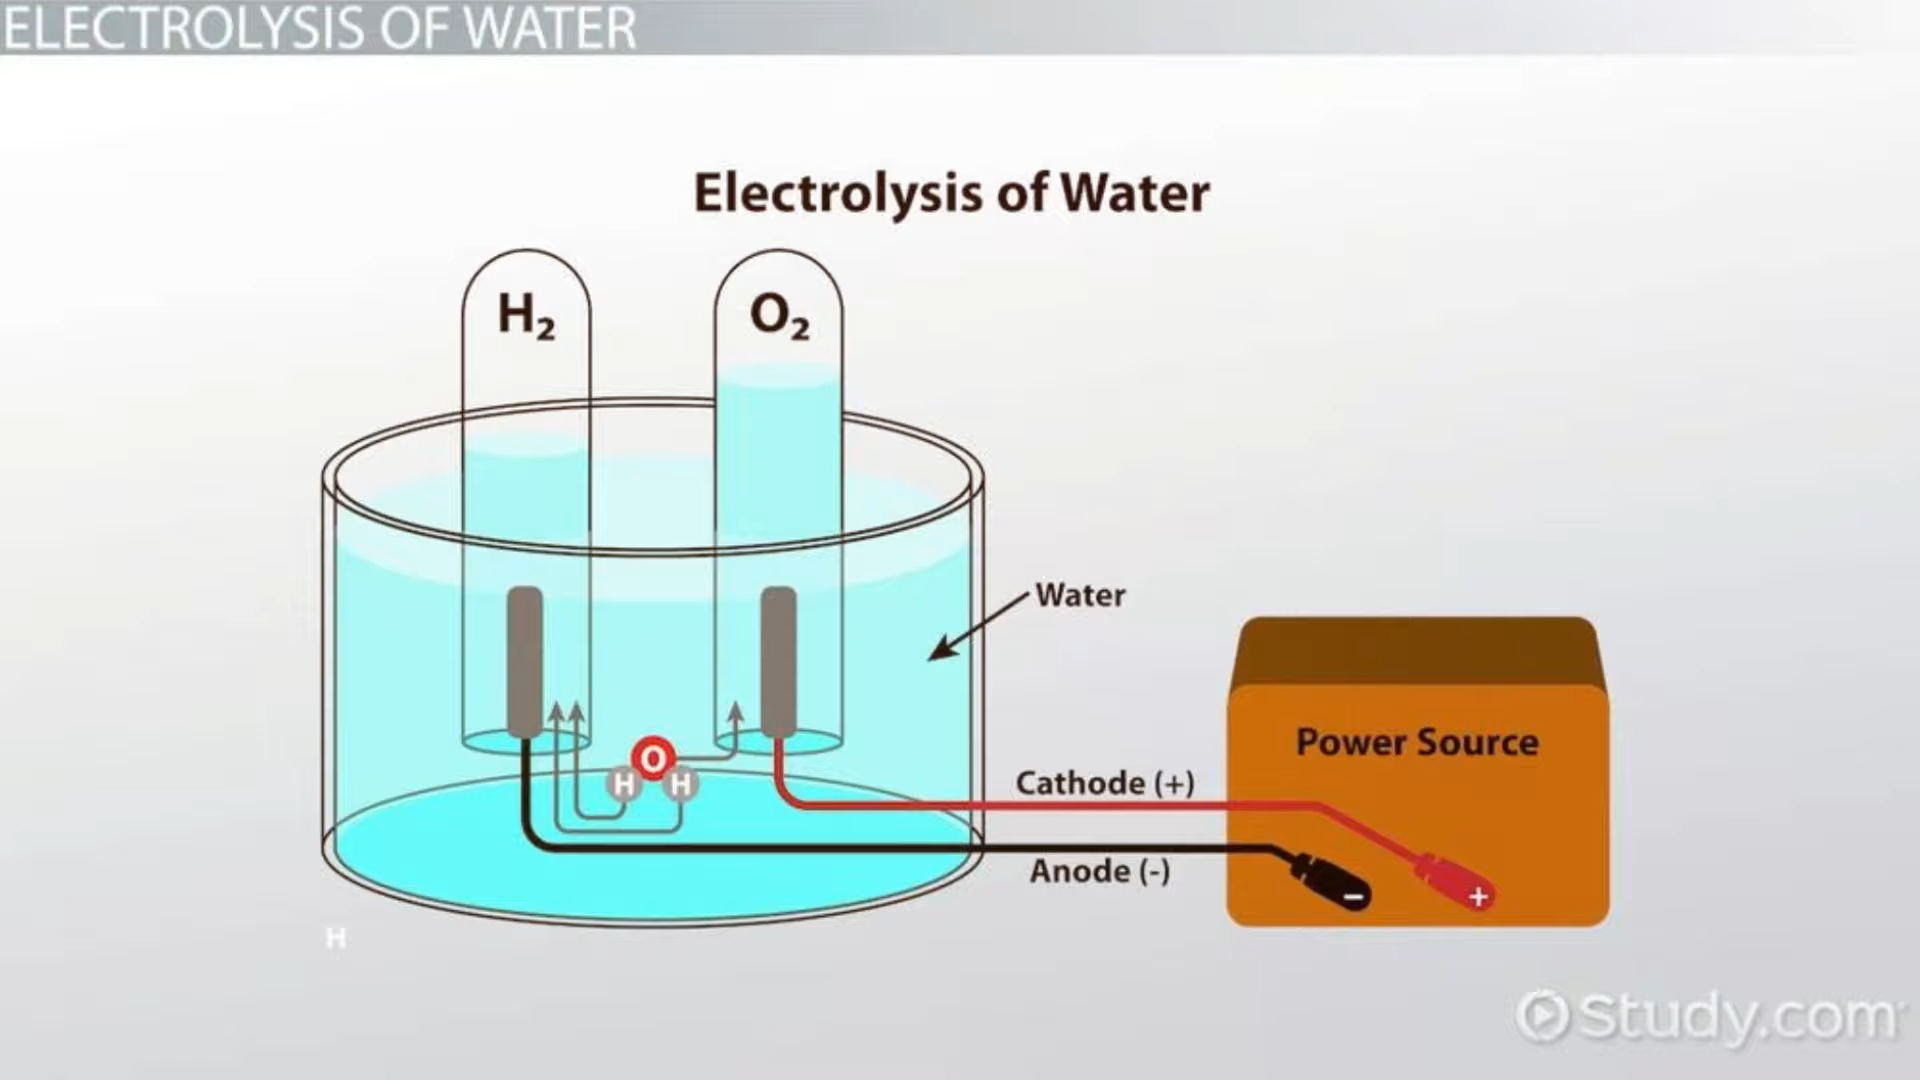 ELECTROLYSIS OF WATER
Electrolysis of Water
H₂
O₂
Water
Power Source
O
H H
Cathode (+)
Anode (-)
− +
H
Study.com